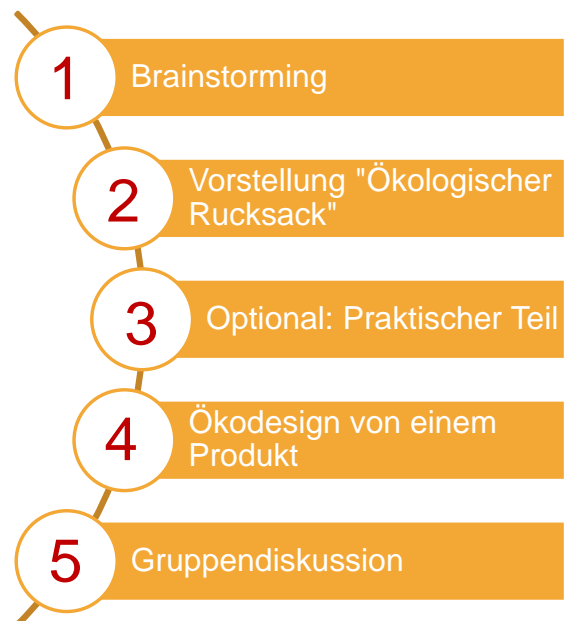 1
Brainstorming
2
Vorstellung "Ökologischer
Rucksack"
3
Optional: Praktischer Teil
4
Ökodesign von einem
Produkt
5
Gruppendiskussion